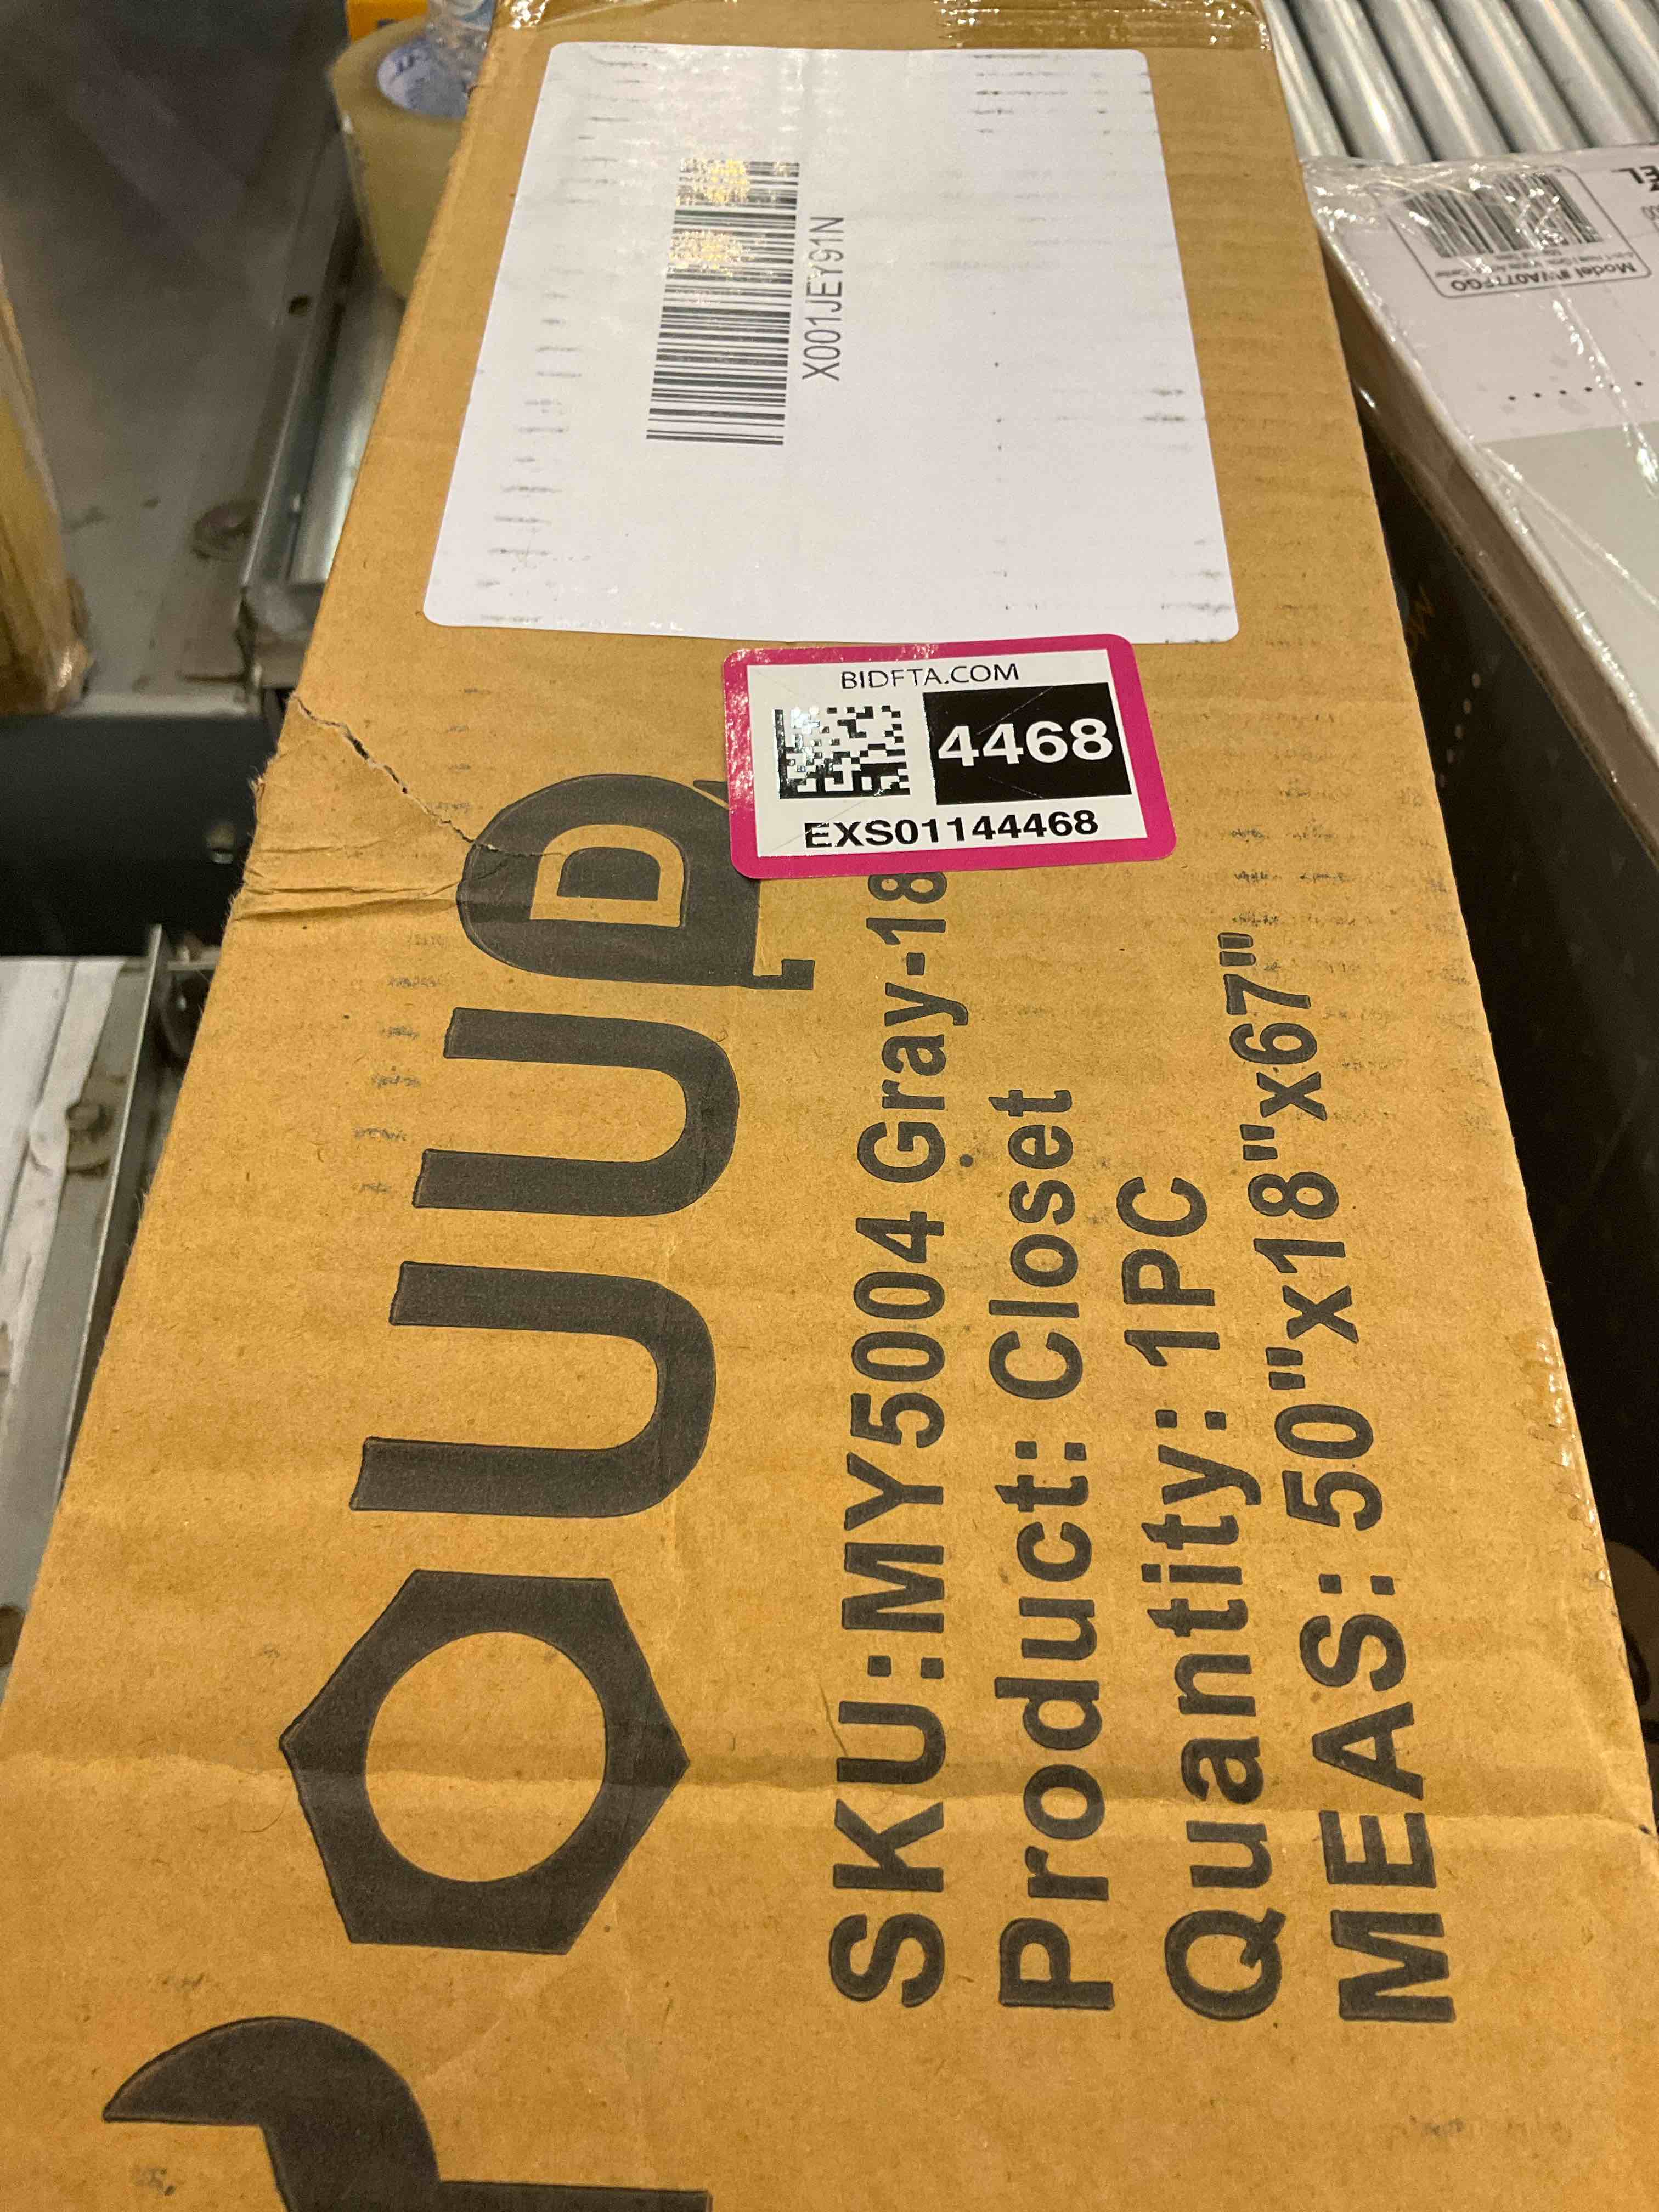 X001JEY91N
BIDFTA.COM
4468
EXS01144468
SKU:MY5004 Gray-18
Product: Closet
Quantity: 1PC
MEAS: 50"x18"x67"